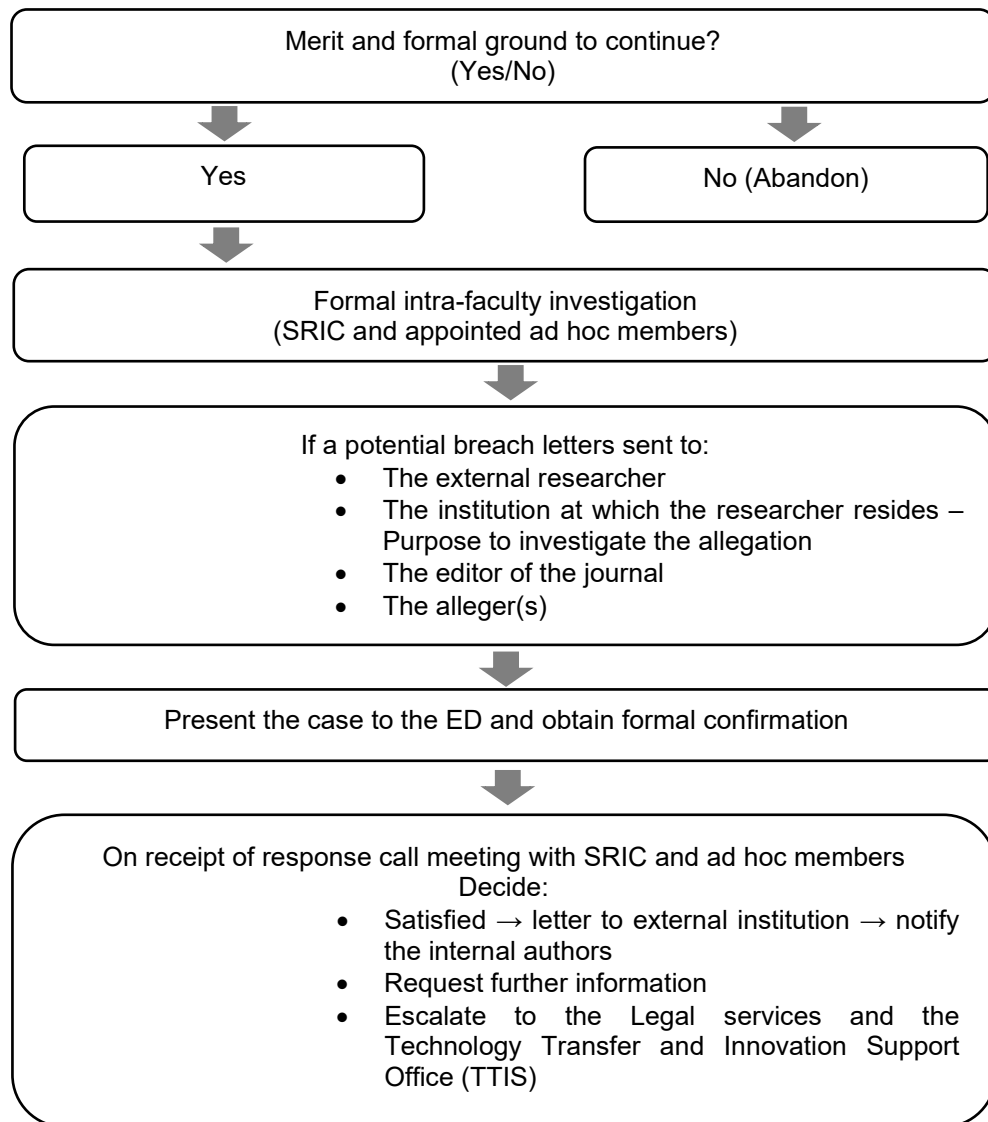 Merit and formal ground to continue?
(Yes/No)
Yes
No (Abandon)
Formal intra-faculty investigation
(SRIC and appointed ad hoc members)
If a potential breach letters sent to:
• The external researcher
• The institution at which the researcher resides –
Purpose to investigate the allegation
• The editor of the journal
• The alleger(s)
Present the case to the ED and obtain formal confirmation
On receipt of response call meeting with SRIC and ad hoc members
Decide:
• Satisfied → letter to external institution → notify
the internal authors
• Request further information
• Escalate to the Legal services and the
Technology Transfer and Innovation Support
Office (TTIS)